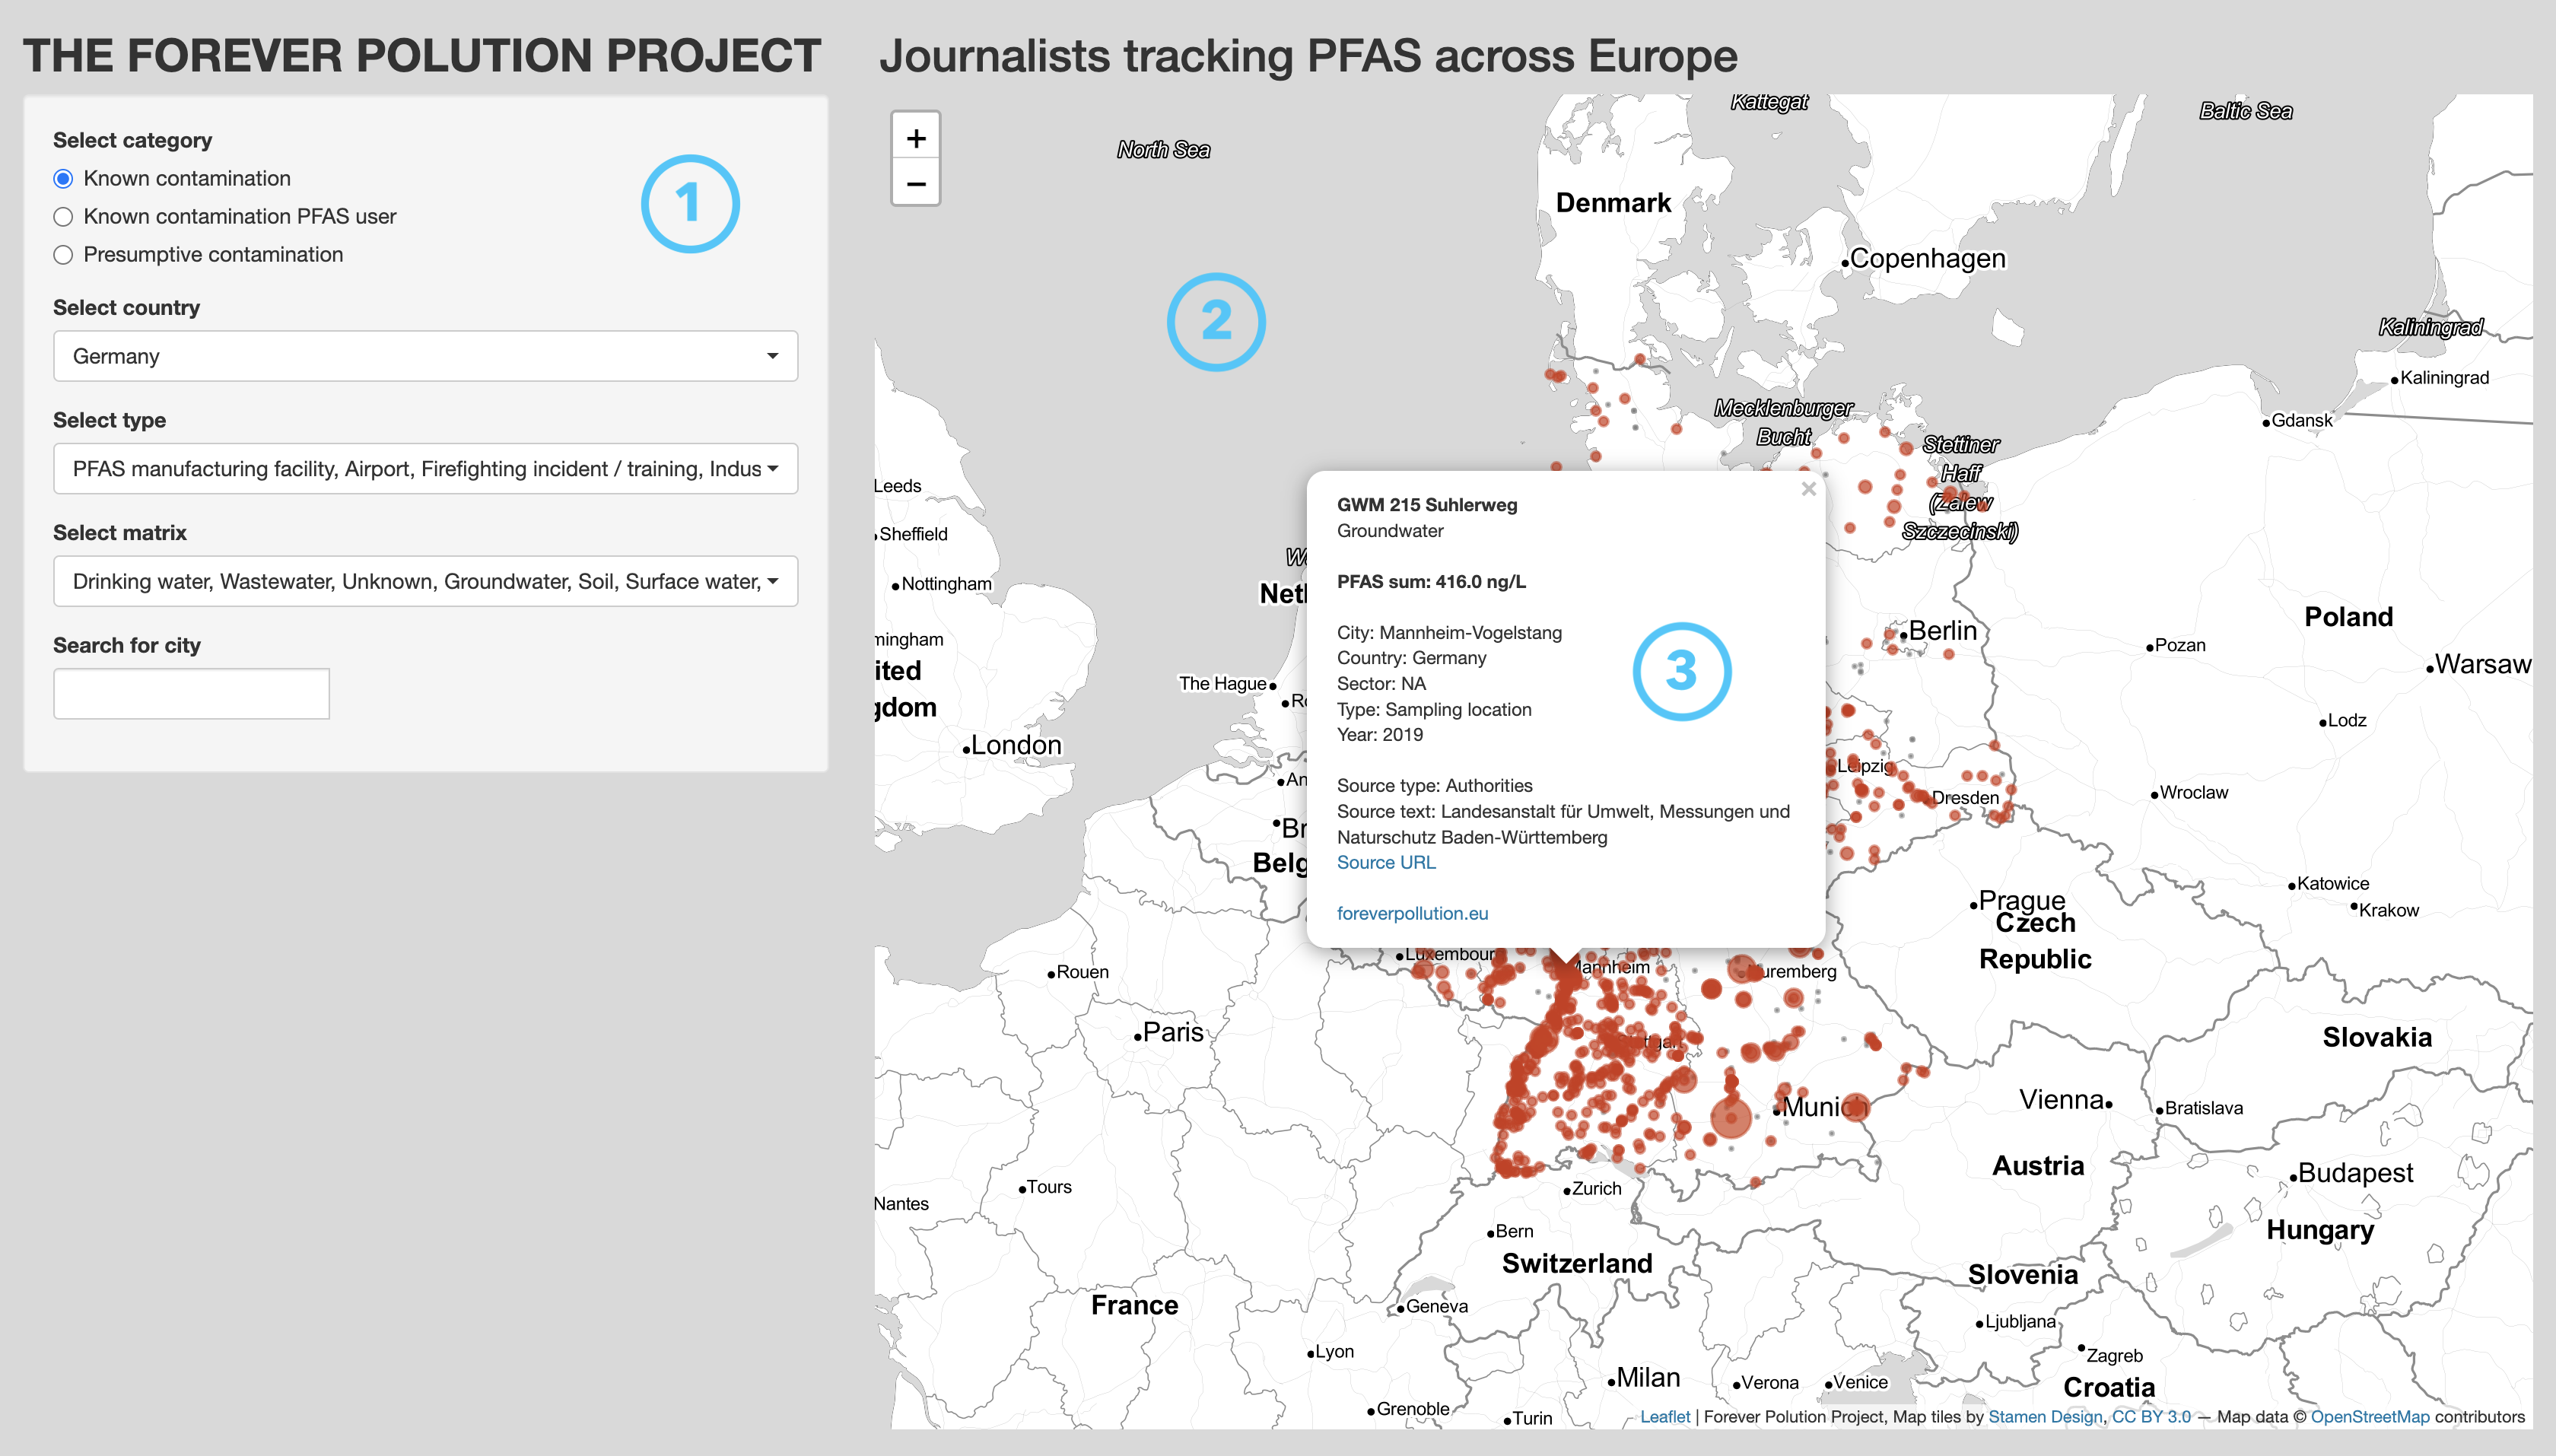 THE FOREVER POLUTION PROJECT
Select category
Known contamination
Known contamination PFAS user
Presumptive contamination
1
Select country
Germany
Select type
PFAS manufacturing facility, Airport, Firefighting incident / training, Indus
Select matrix
Drinking water, Wastewater, Unknown, Groundwater, Soil, Surface water,
Search for city
Journalists tracking PFAS across Europe
+
−
North Sea
Kattegat
Baltic Sea
2
Denmark
Copenhagen
Kaliningrad
Kaliningrad
Gdansk
Mecklenburger
Bucht
Stettiner
Haff
(Zalew
Szczecinski)
Leeds
Sheffield
Nottingham
mingham
ited
gdom
London
The Hague
Ro
We
Netl
An
Br
Belg
GWM 215 Suhlerweg
×
Groundwater
PFAS sum: 416.0 ng/L
City: Mannheim-Vogelstang
Country: Germany
Sector: NA
Type: Sampling location
Year: 2019
3
Source type: Authorities
Source text: Landesanstalt für Umwelt, Messungen und
Naturschutz Baden-Württemberg
Source URL
foreverpollution.eu
Berlin
Poland
Pozan
Warsaw
Lodz
Leipzig
Dresden
Wroclaw
Prague
Czech
Republic
Katowice
Krakow
Luxembour
Mannheim
uremberg
Rouen
Paris
Slovakia
Munich
Vienna
Bratislava
Austria
Budapest
Hungary
Tours
Nantes
Zurich
Bern
Switzerland
Slovenia
France
Geneva
Ljubljana
Lyon
Zagreb
Milan
Verona
Venice
Croatia
Grenoble
Turin
Leaflet | Forever Polution Project, Map tiles by Stamen Design, CC BY 3.0 — Map data © OpenStreetMap contributors